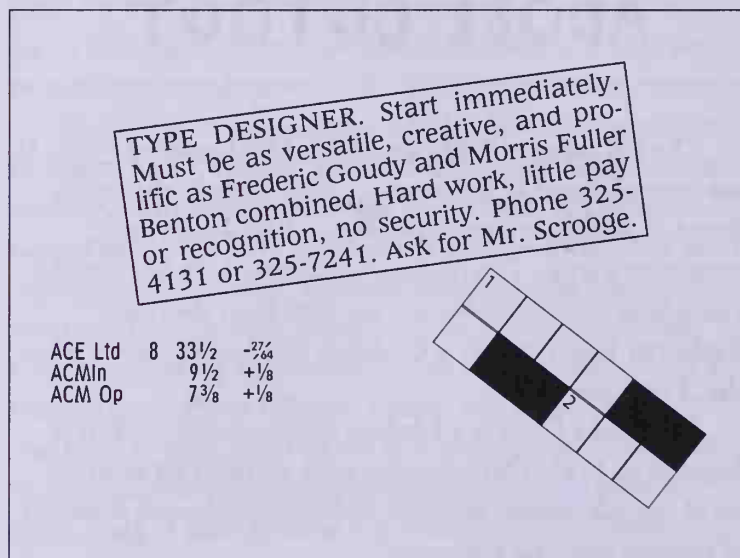 TYPE DESIGNER. Start immediately.
Must be as versatile, creative, and pro-
lific as Frederic Goudy and Morris Fuller
Benton combined. Hard work, little pay
or recognition, no security. Phone 325-
4131 or 325-7241. Ask for Mr. Scrooge.
1
2
ACE Ltd 8 33½ -27⁄64
ACMIn 9½ +⅛
ACM Op 7⅜ +⅛